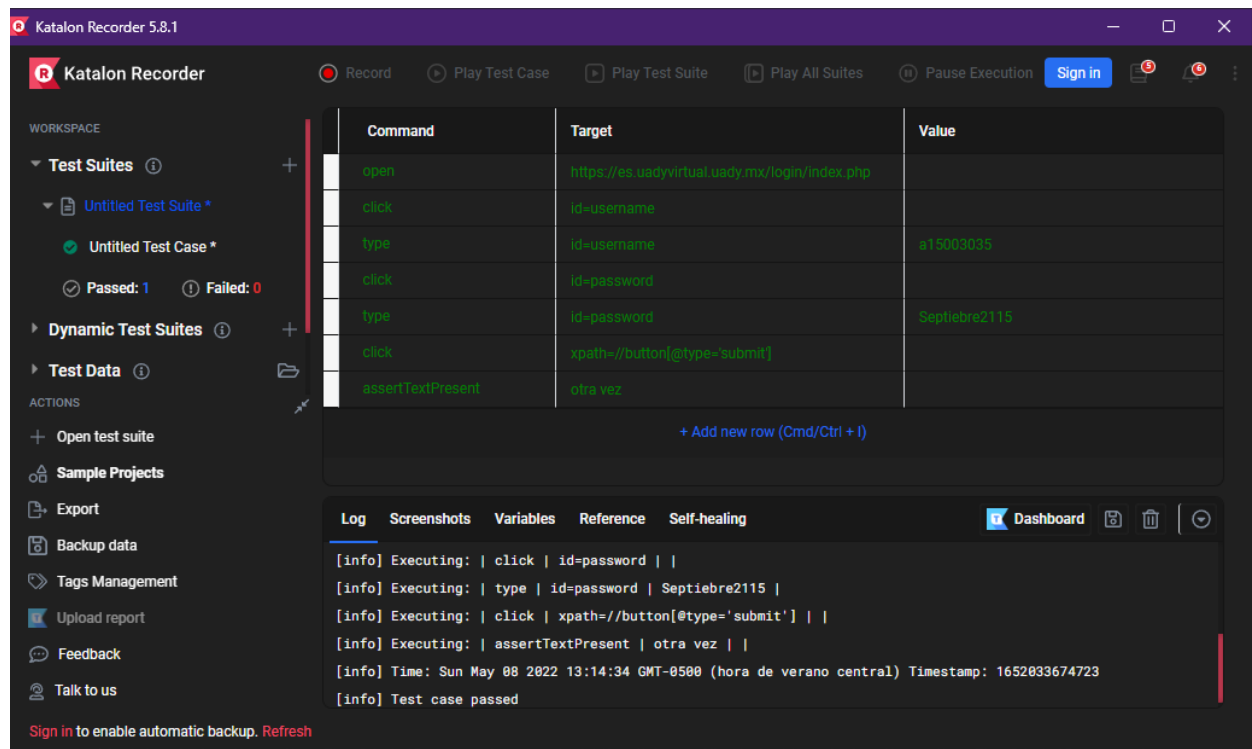 Katalon Recorder 5.8.1
Katalon Recorder
Record Play Test Case Play Test Suite Play All Suites Pause Execution Sign in 5 6
WORKSPACE
Test Suites
Untitled Test Suite *
Untitled Test Case *
Passed: 1 Failed: 0
Dynamic Test Suites
Test Data
ACTIONS
Open test suite
Sample Projects
Export
Backup data
Tags Management
Upload report
Feedback
Talk to us
Sign in to enable automatic backup. Refresh
Command Target Value
open https://es.uadyvirtual.uady.mx/login/index.php
click id=username
type id=username a15003035
click id=password
type id=password Septiebre2115
click xpath=//button[@type='submit']
assertTextPresent otra vez
+ Add new row (Cmd/Ctrl + I)
Log Screenshots Variables Reference Self-healing Dashboard
[info] Executing: | click | id=password | |
[info] Executing: | type | id=password | Septiebre2115 |
[info] Executing: | click | xpath=//button[@type='submit'] | |
[info] Executing: | assertTextPresent | otra vez | |
[info] Time: Sun May 08 2022 13:14:34 GMT-0500 (hora de verano central) Timestamp: 1652033674723
[info] Test case passed